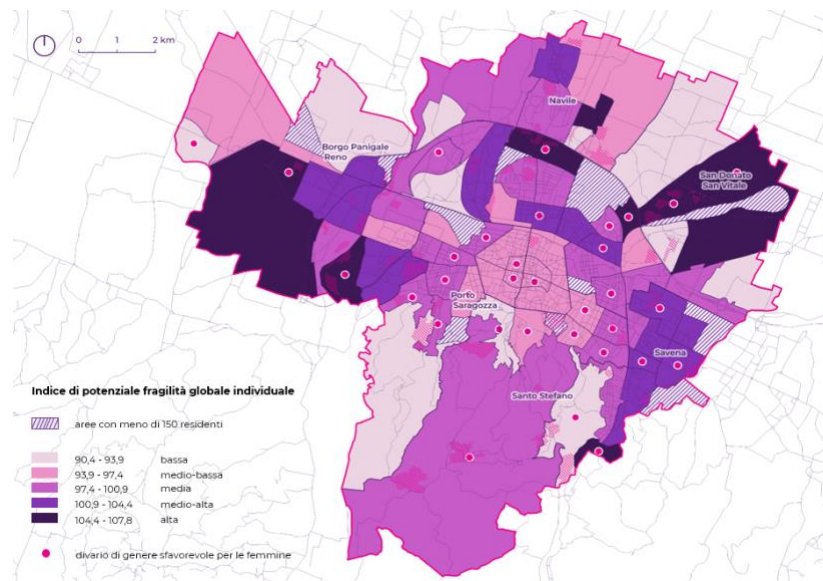 0 1 2 km
Navile
Borgo Panigale
Reno
San Donato
San Vitale
Porto
Saragozza
Savena
Santo Stefano
Indice di potenziale fragilità globale individuale
aree con meno di 150 residenti
90,4 - 93,9 bassa
93,9 - 97,4 medio-bassa
97,4 - 100,9 media
100,9 - 104,4 medio-alta
104,4 - 107,8 alta
divario di genere sfavorevole per le femmine